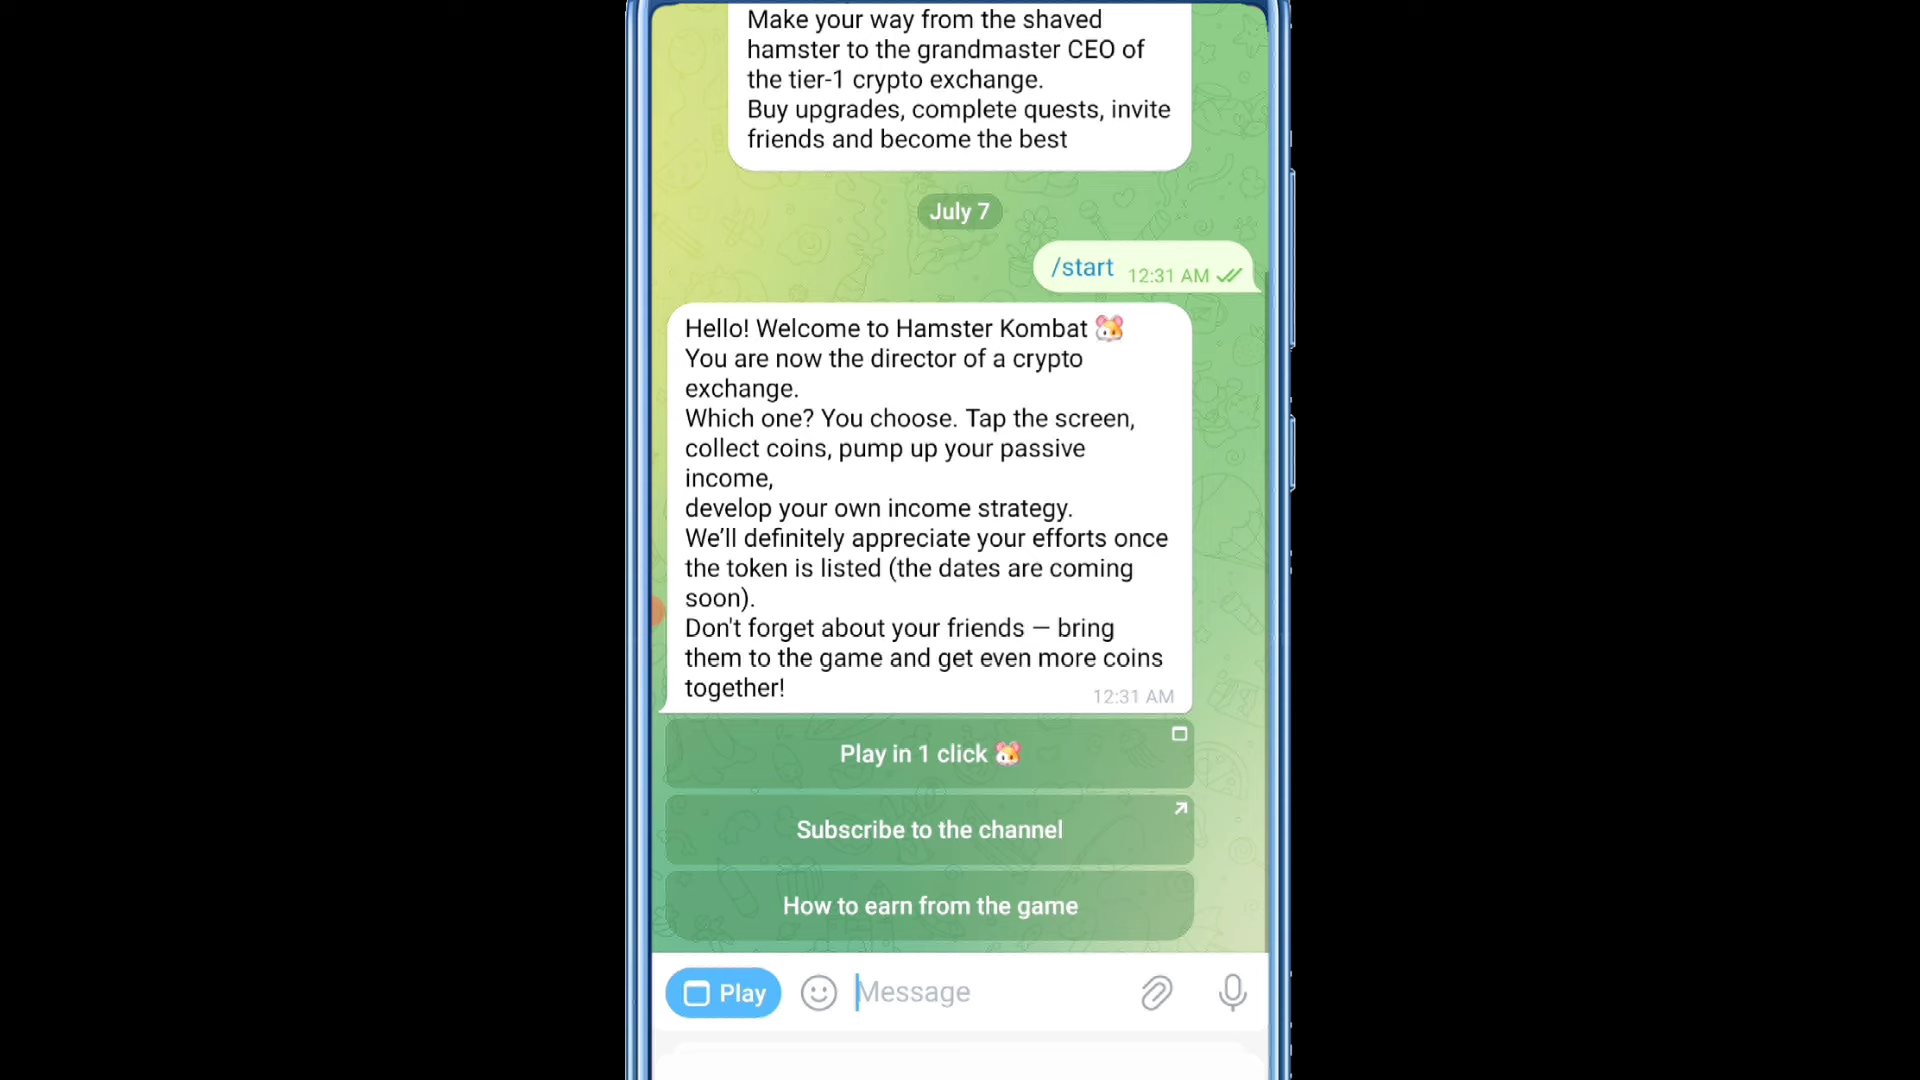 Make your way from the shaved
hamster to the grandmaster CEO of
the tier-1 crypto exchange.
Buy upgrades, complete quests, invite
friends and become the best
July 7
/start 12:31 AM
Hello! Welcome to Hamster Kombat 🐹
You are now the director of a crypto
exchange.
Which one? You choose. Tap the screen,
collect coins, pump up your passive
income,
develop your own income strategy.
We’ll definitely appreciate your efforts once
the token is listed (the dates are coming
soon).
Don't forget about your friends — bring
them to the game and get even more coins
together!
12:31 AM
Play in 1 click 🐹
Subscribe to the channel
How to earn from the game
Play
Message